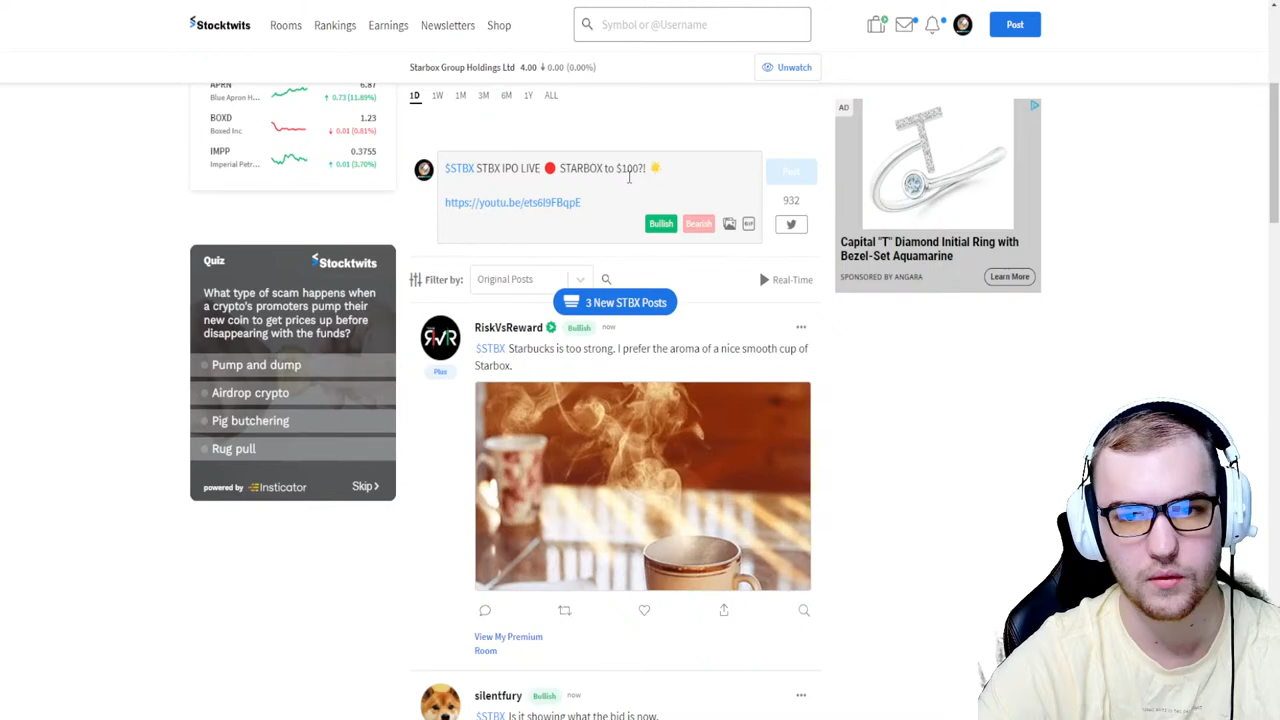 Stocktwits
Rooms
Rankings
Earnings
Newsletters
Shop
Symbol or @Username
Post
Starbox Group Holdings Ltd 4.00 0.00 (0.00%)
Unwatch
APRN
6.87
Blue Apron H...
0.73 (11.89%)
BOXD
1.23
Boxed Inc
0.01 (0.81%)
IMPP
0.3755
Imperial Petr...
0.01 (3.70%)
1D 1W 1M 3M 6M 1Y ALL
$STBX STBX IPO LIVE 🔴 STARBOX to $100?! ☀️
https://youtu.be/ets6l9FBqpE
Bullish
Bearish
GIF
Post
932
Filter by:
Original Posts
Real-Time
3 New STBX Posts
RiskVsReward
Bullish
now
Plus
$STBX Starbucks is too strong. I prefer the aroma of a nice smooth cup of
Starbox.
View My Premium
Room
silentfury
Bullish
now
$STBX Is it showing what the bid is now.
Quiz
Stocktwits
What type of scam happens when
a crypto's promoters pump their
new coin to get prices up before
disappearing with the funds?
Pump and dump
Airdrop crypto
Pig butchering
Rug pull
powered by Insticator
Skip>
AD
Capital "T" Diamond Initial Ring with
Bezel-Set Aquamarine
SPONSORED BY ANGARA
Learn More